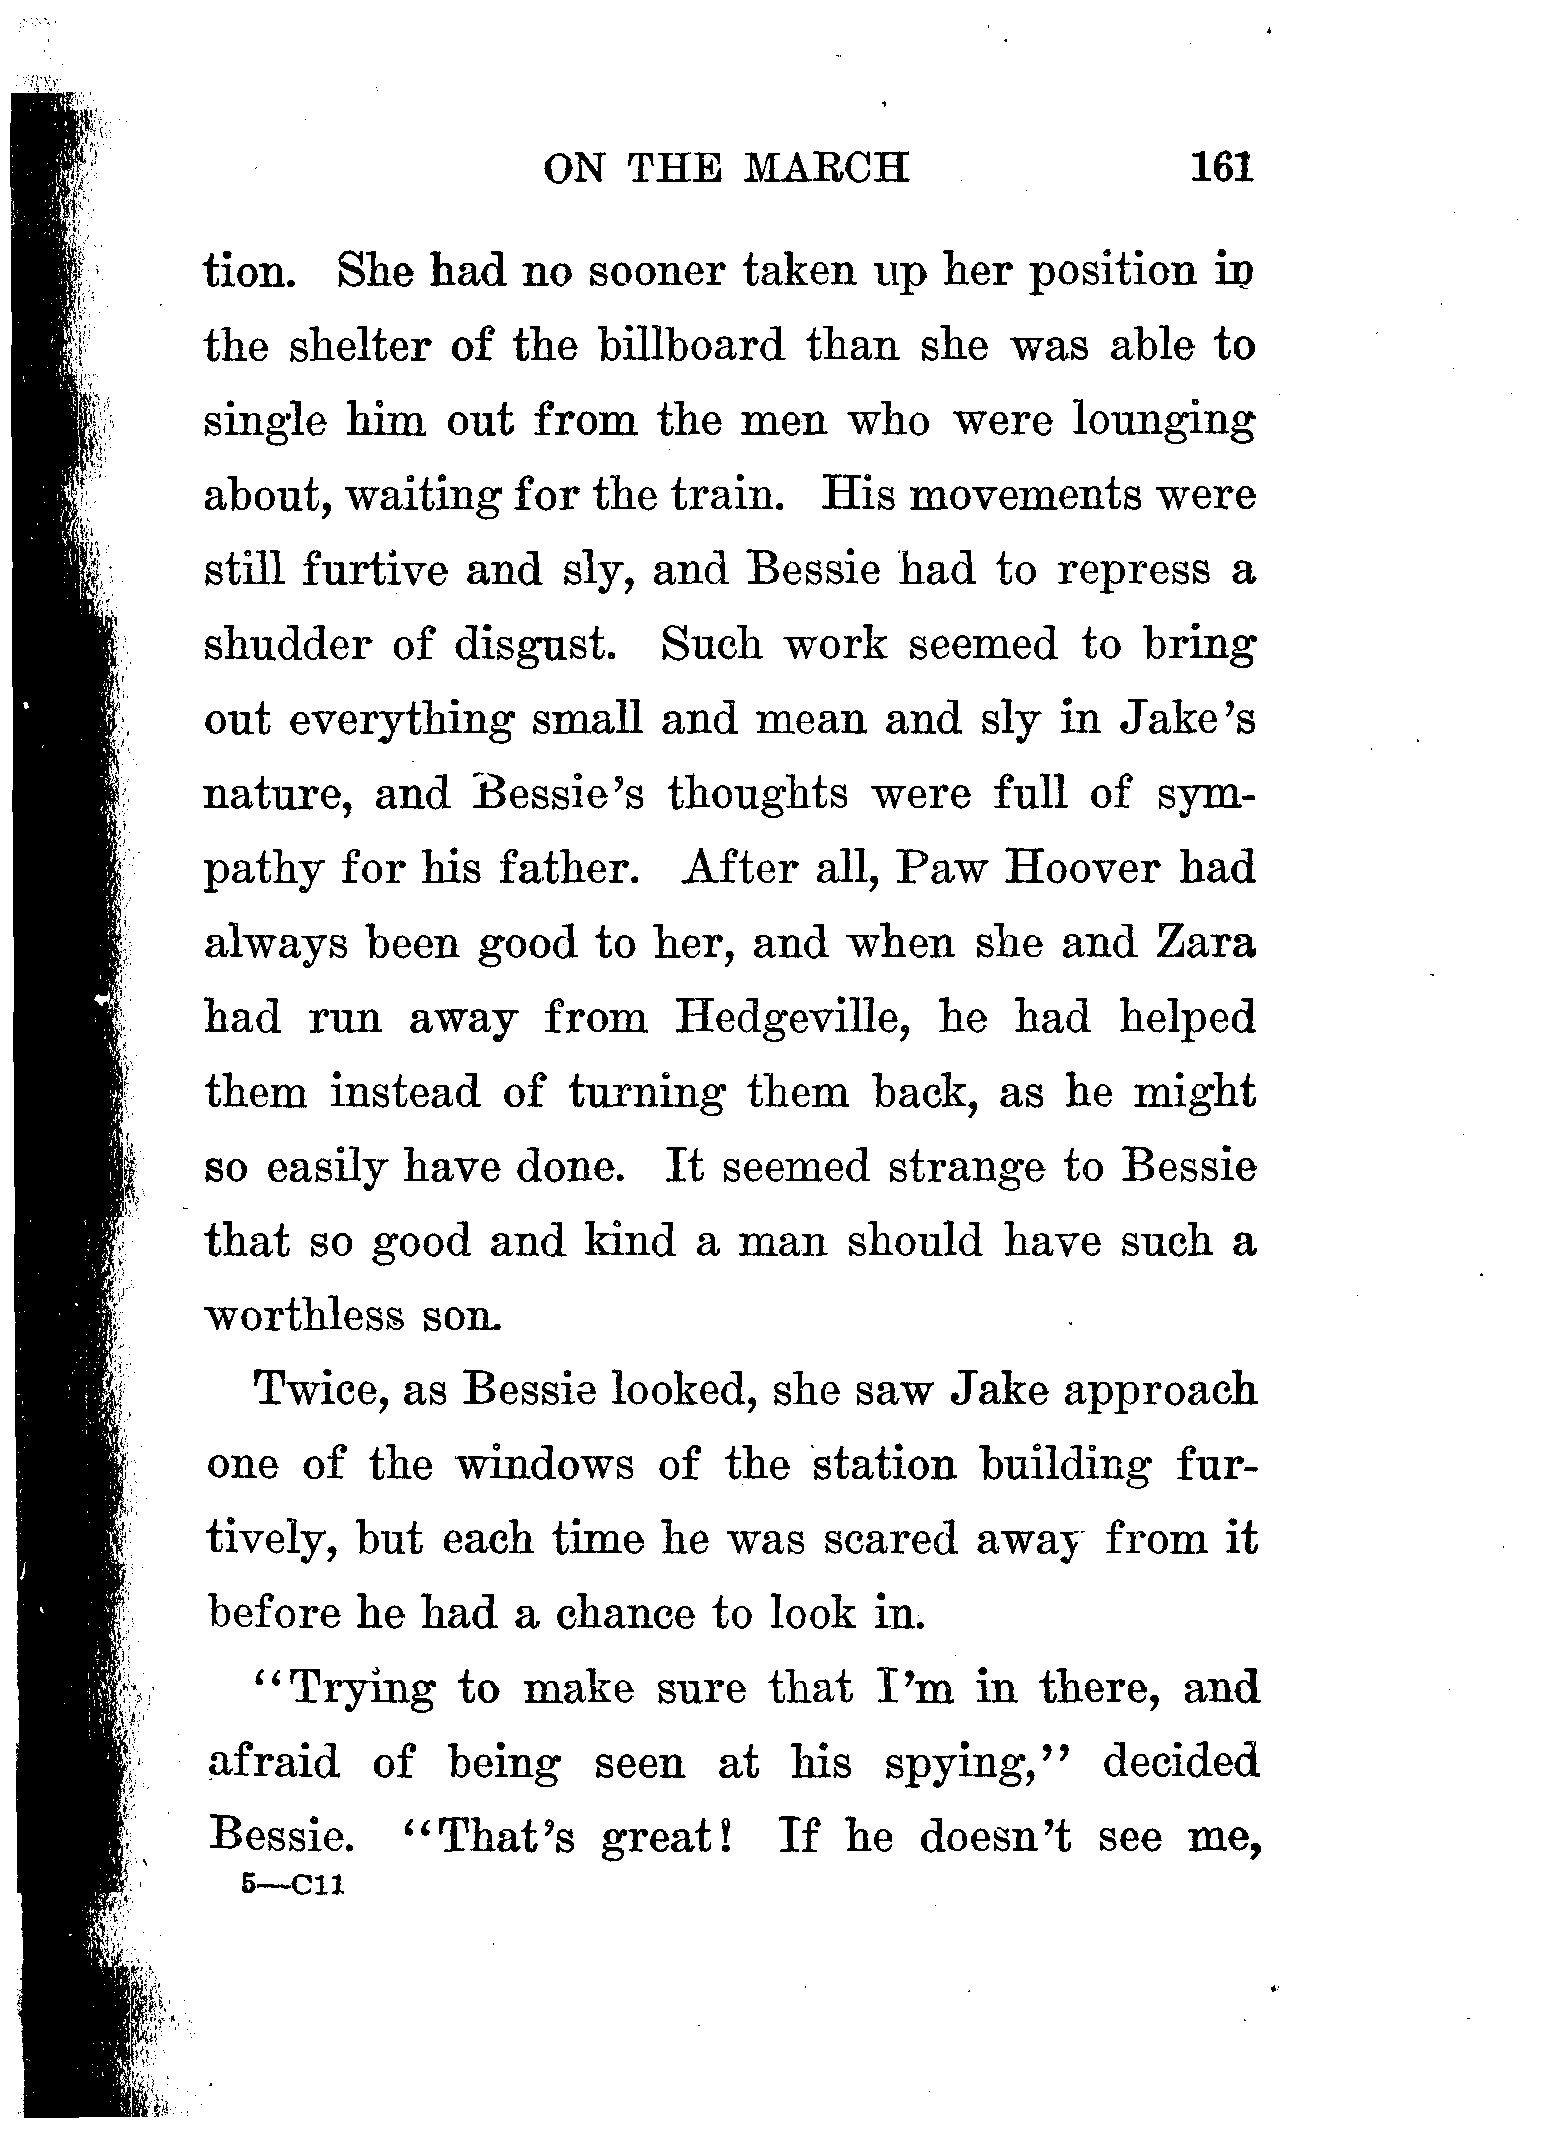 ON THE MARCH 161
tion. She had no sooner taken up her position in
the shelter of the billboard than she was able to
single him out from the men who were lounging
about, waiting for the train. His movements were
still furtive and sly, and Bessie had to repress a
shudder of disgust. Such work seemed to bring
out everything small and mean and sly in Jake's
nature, and Bessie's thoughts were full of sym-
pathy for his father. After all, Paw Hoover had
always been good to her, and when she and Zara
had run away from Hedgeville, he had helped
them instead of turning them back, as he might
so easily have done. It seemed strange to Bessie
that so good and kind a man should have such a
worthless son.
Twice, as Bessie looked, she saw Jake approach
one of the windows of the station building fur-
tively, but each time he was scared away from it
before he had a chance to look in.
"Trying to make sure that I'm in there, and
afraid of being seen at his spying," decided
Bessie. "That's great! If he doesn't see me,
5—C11